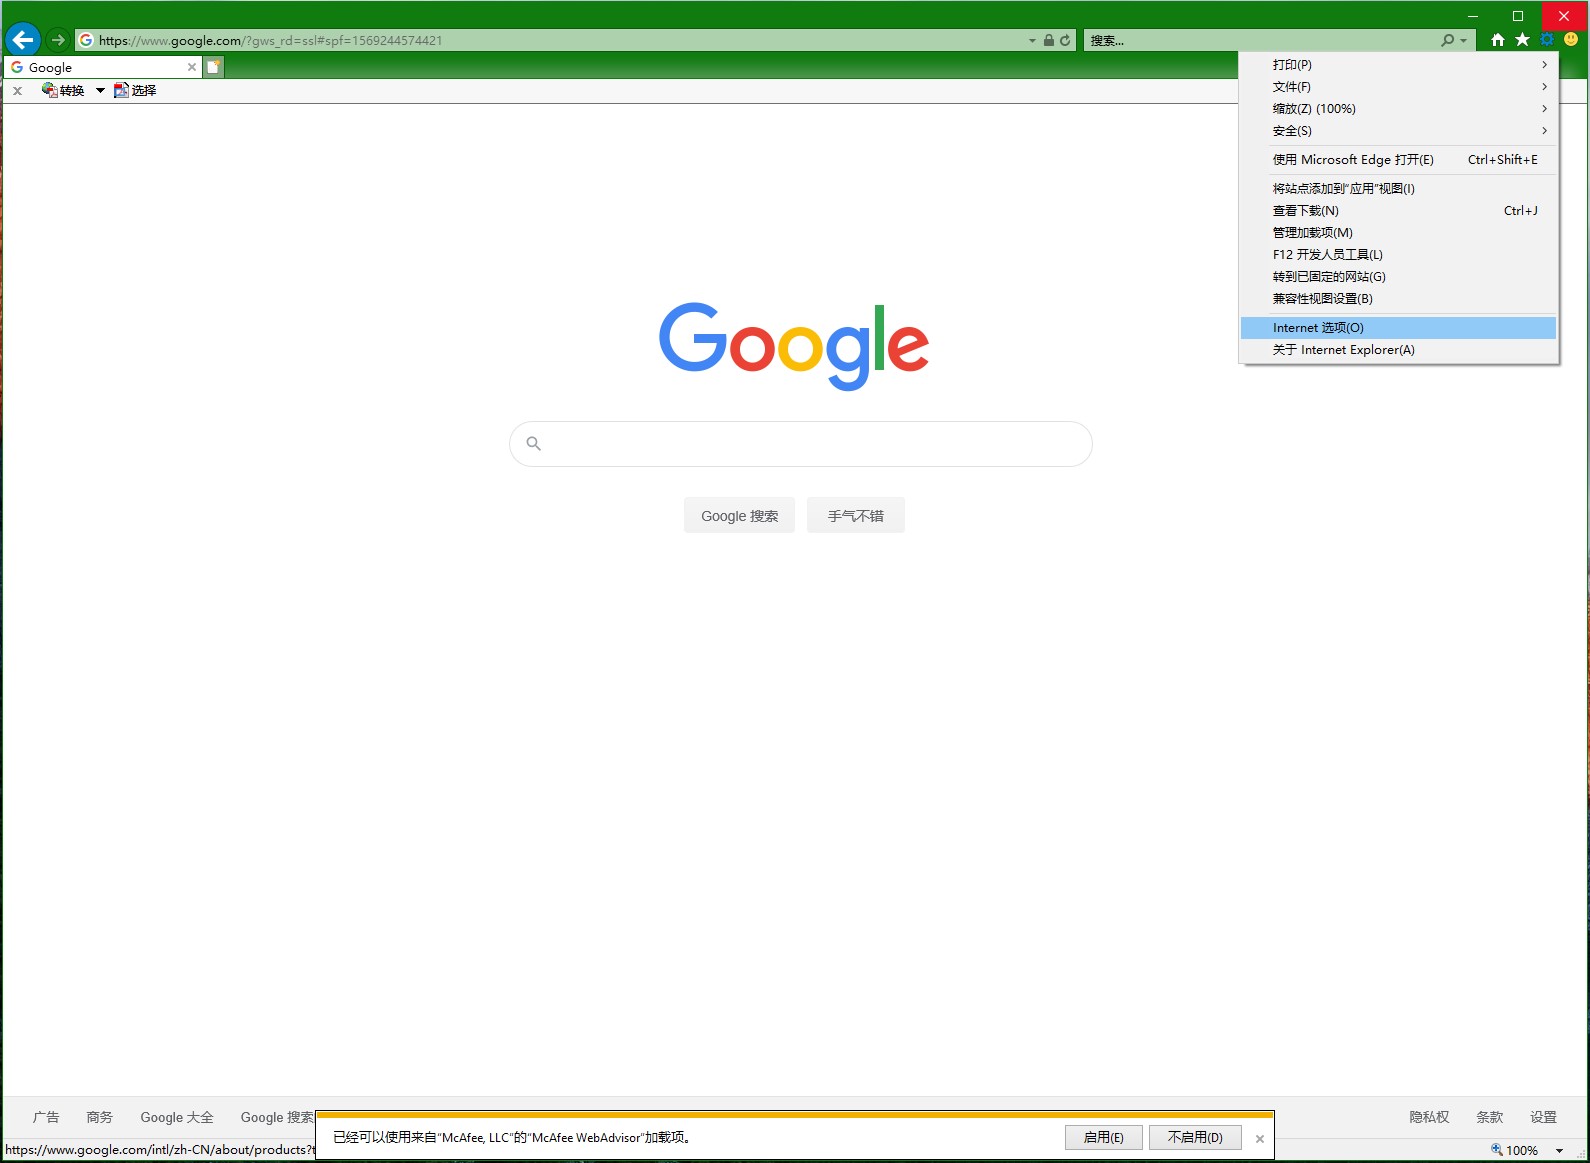 https://www.google.com/?gws_rd=ssl#spf=1569244574421
搜索...
Google
转换
选择
打印(P)
文件(F)
缩放(Z) (100%)
安全(S)
使用 Microsoft Edge 打开(E) Ctrl+Shift+E
将站点添加到“应用”视图(I)
查看下载(N) Ctrl+J
管理加载项(M)
F12 开发人员工具(L)
转到已固定的网站(G)
兼容性视图设置(B)
Internet 选项(O)
关于 Internet Explorer(A)
Google
Google 搜索 手气不错
广告 商务 Google 大全 Google 搜索
隐私权 条款 设置
已经可以使用来自“McAfee, LLC”的“McAfee WebAdvisor”加载项。
启用(E) 不启用(D)
https://www.google.com/intl/zh-CN/about/products?t
100%